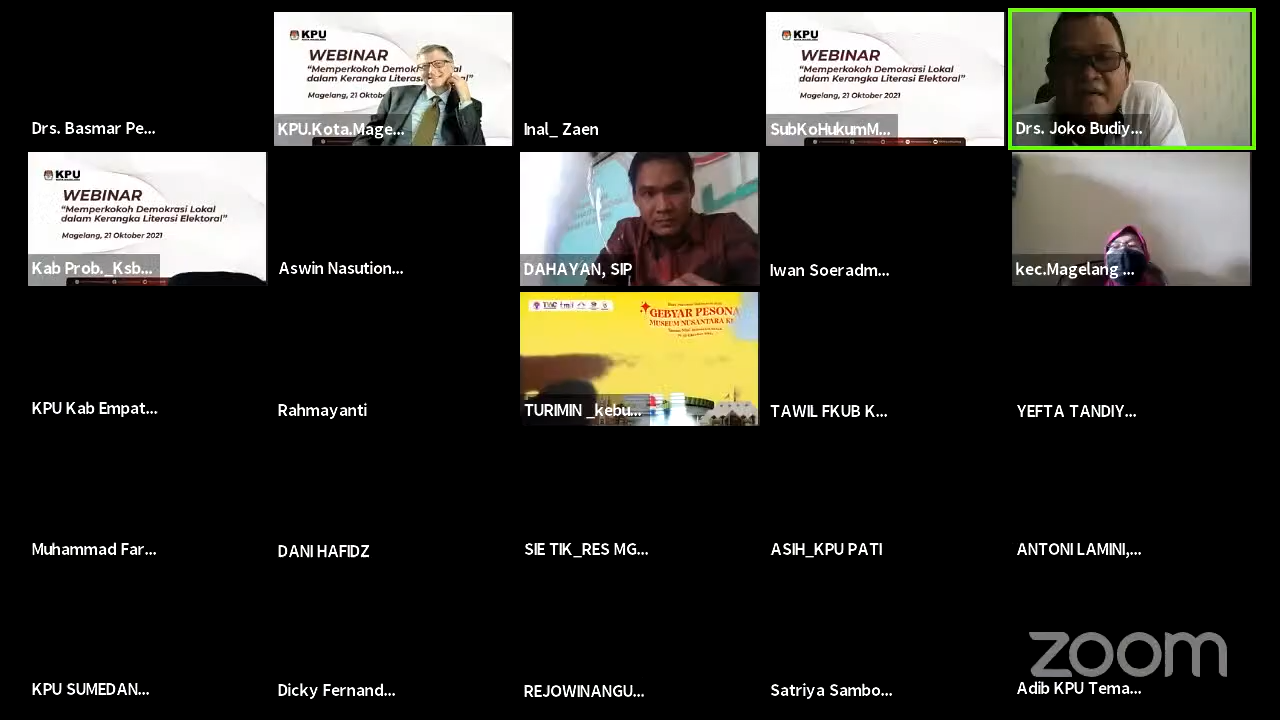 KPU
WEBINAR
"Memperkokoh Demokrasi Lokal
dalam Kerangka Literasi Elektoral"
Magelang, 21 Oktober 2021
KPU.Kota.Mage...
KPU
WEBINAR
"Memperkokoh Demokrasi Lokal
dalam Kerangka Literasi Elektoral"
Magelang, 21 Oktober 2021
SubKoHukumM...
Drs. Basmar Pe...
Inal_ Zaen
Drs. Joko Budiy...
KPU
WEBINAR
"Memperkokoh Demokrasi Lokal
dalam Kerangka Literasi Elektoral"
Magelang, 21 Oktober 2021
Kab Prob._Ksb...
Aswin Nasution...
DAHAYAN, SIP
Iwan Soeradm...
kec.Magelang ...
GEBYAR PESONA
MUSEUM NUSANTARA
KPU Kab Empat...
Rahmayanti
TURIMIN _kebu...
TAWIL FKUB K...
YEFTA TANDIY...
Muhammad Far...
DANI HAFIDZ
SIE TIK_RES MG...
ASIH_KPU PATI
ANTONI LAMINI,...
zoom
KPU SUMEDAN...
Dicky Fernand...
REJOWINANGU...
Satriya Sambo...
Adib KPU Tema...